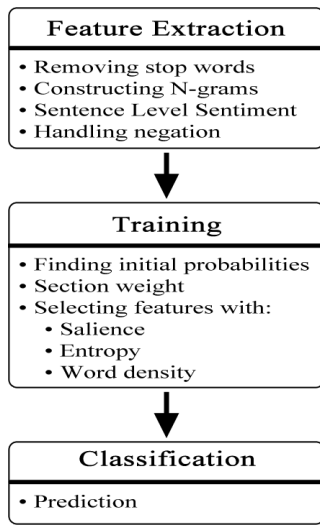 Feature Extraction
• Removing stop words
• Constructing N-grams
• Sentence Level Sentiment
• Handling negation
Training
• Finding initial probabilities
• Section weight
• Selecting features with:
• Salience
• Entropy
• Word density
Classification
• Prediction